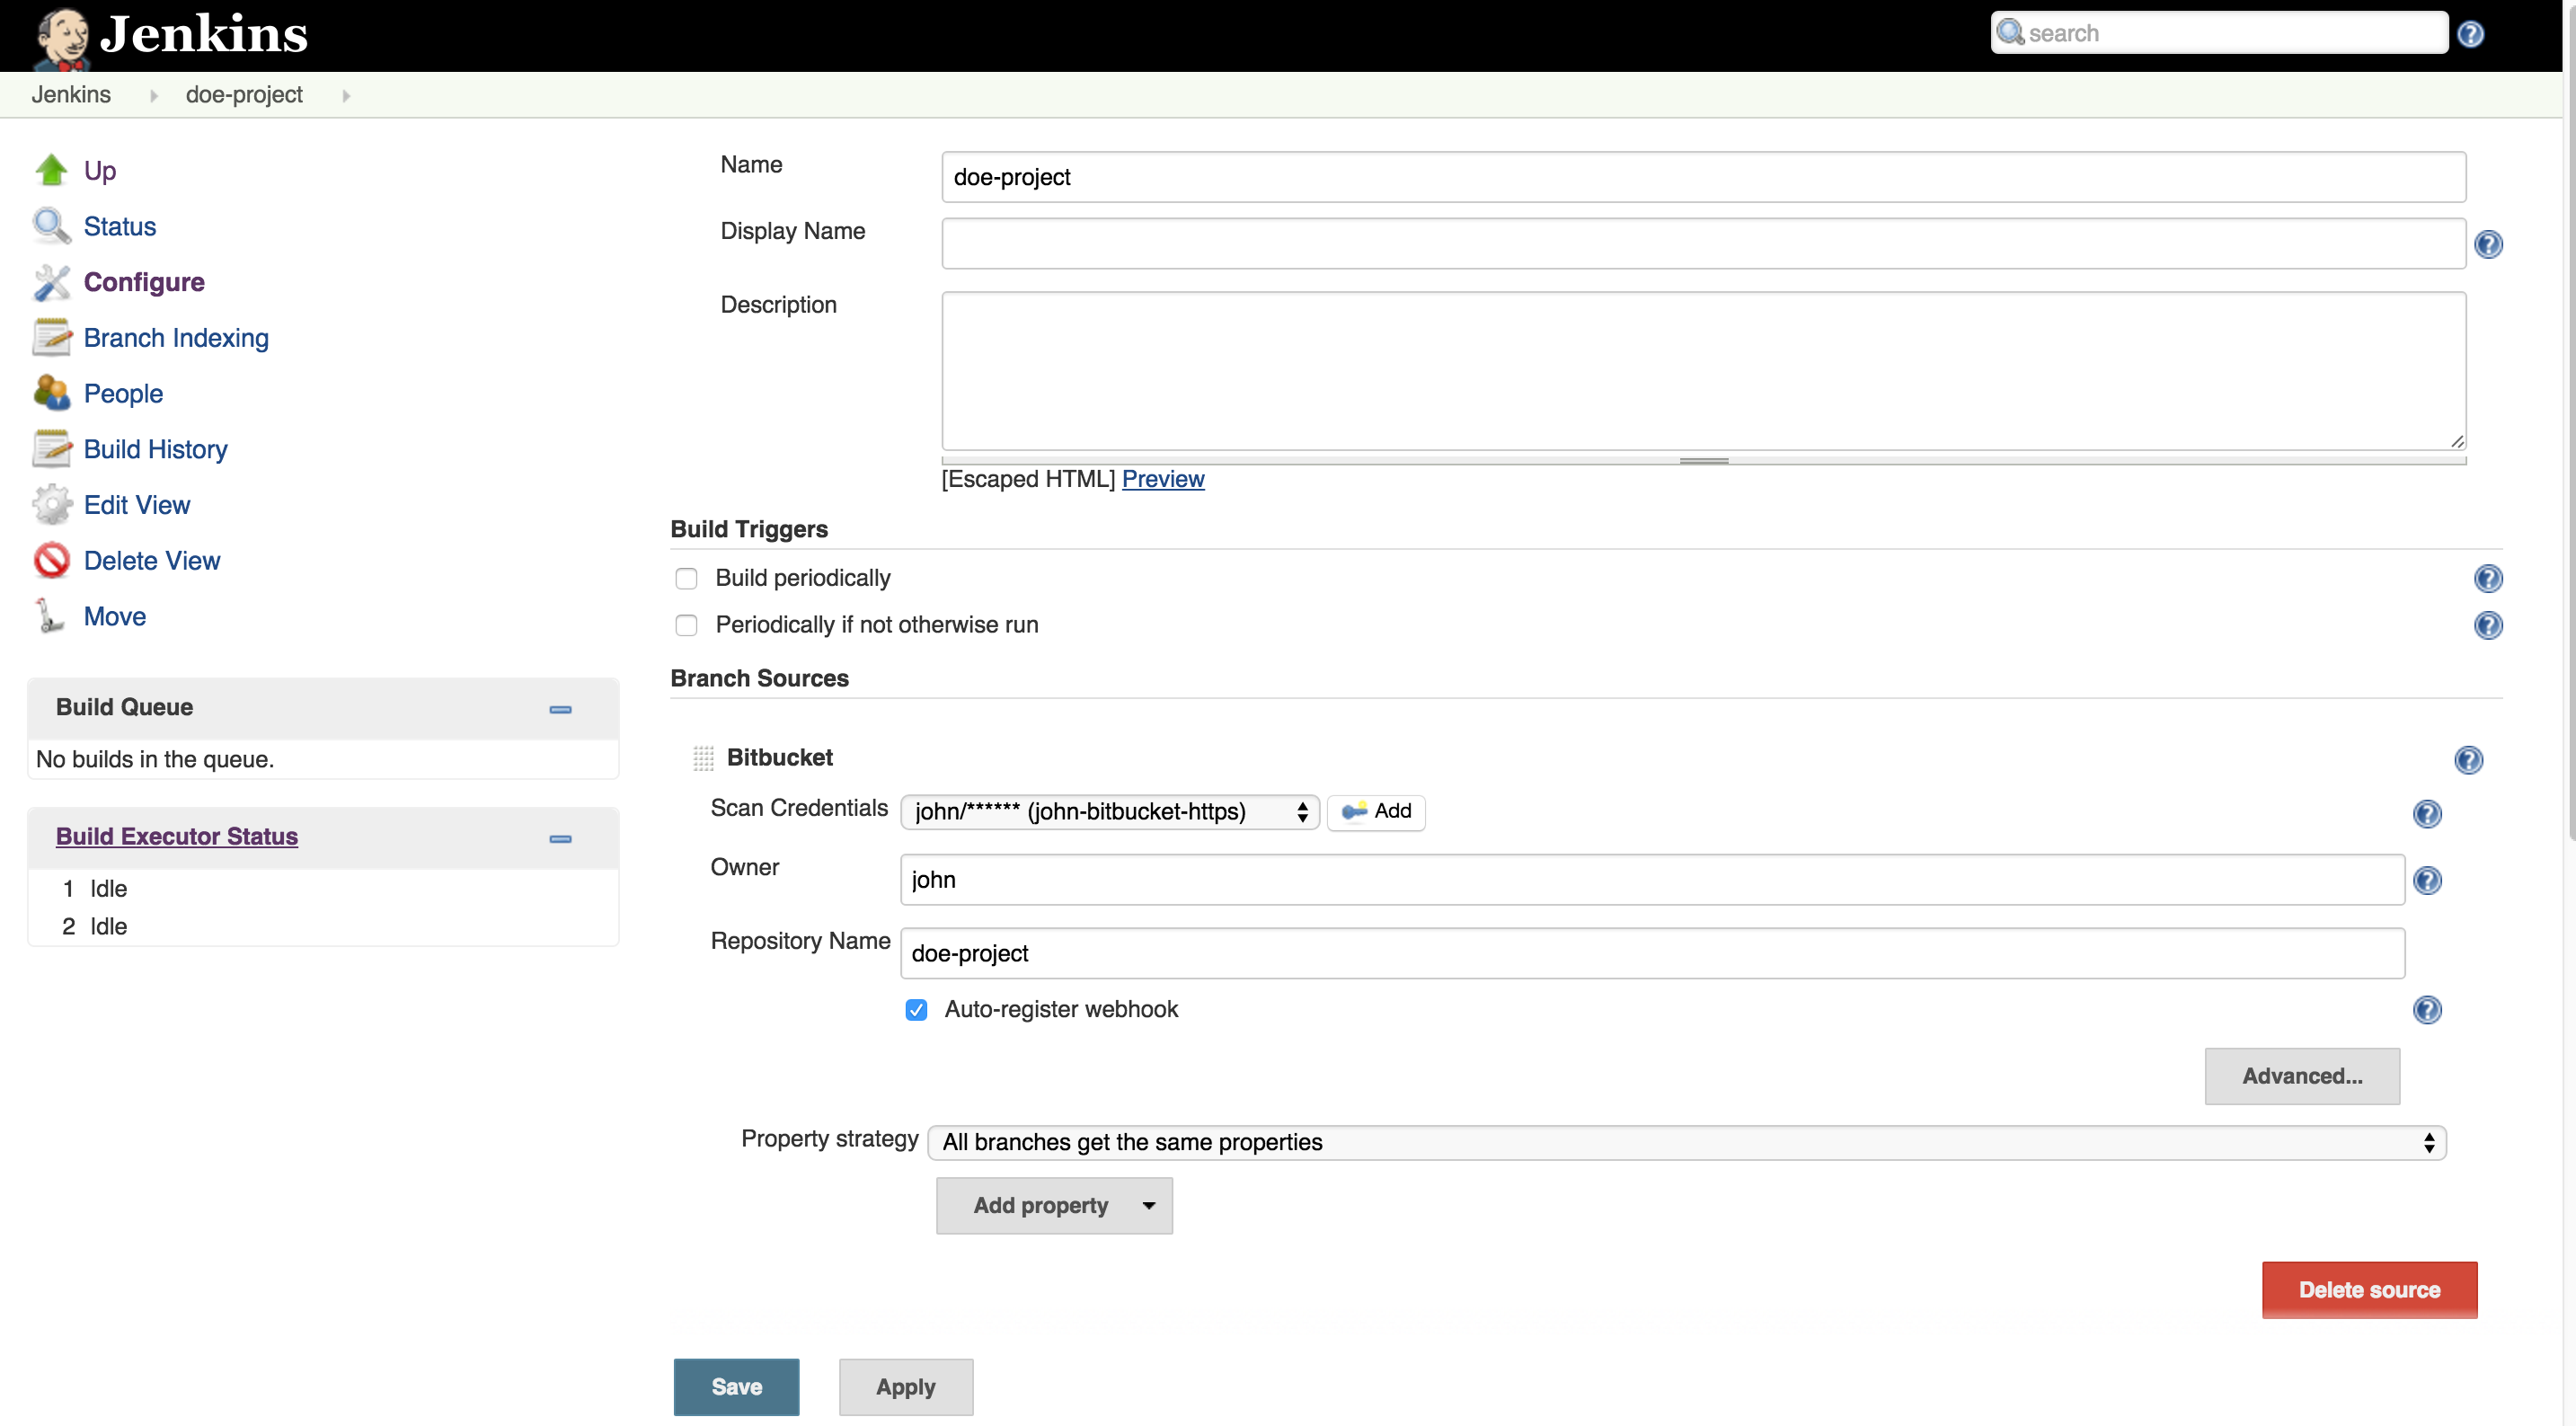 Jenkins
search
Jenkins
doe-project
Up
Status
Configure
Branch Indexing
People
Build History
Edit View
Delete View
Move
Build Queue
No builds in the queue.
Build Executor Status
1 Idle
2 Idle
Name
doe-project
Display Name
Description
[Escaped HTML] Preview
Build Triggers
Build periodically
Periodically if not otherwise run
Branch Sources
Bitbucket
Scan Credentials
john/****** (john-bitbucket-https)
Add
Owner
john
Repository Name
doe-project
Auto-register webhook
Advanced...
Property strategy
All branches get the same properties
Add property
Delete source
Save
Apply